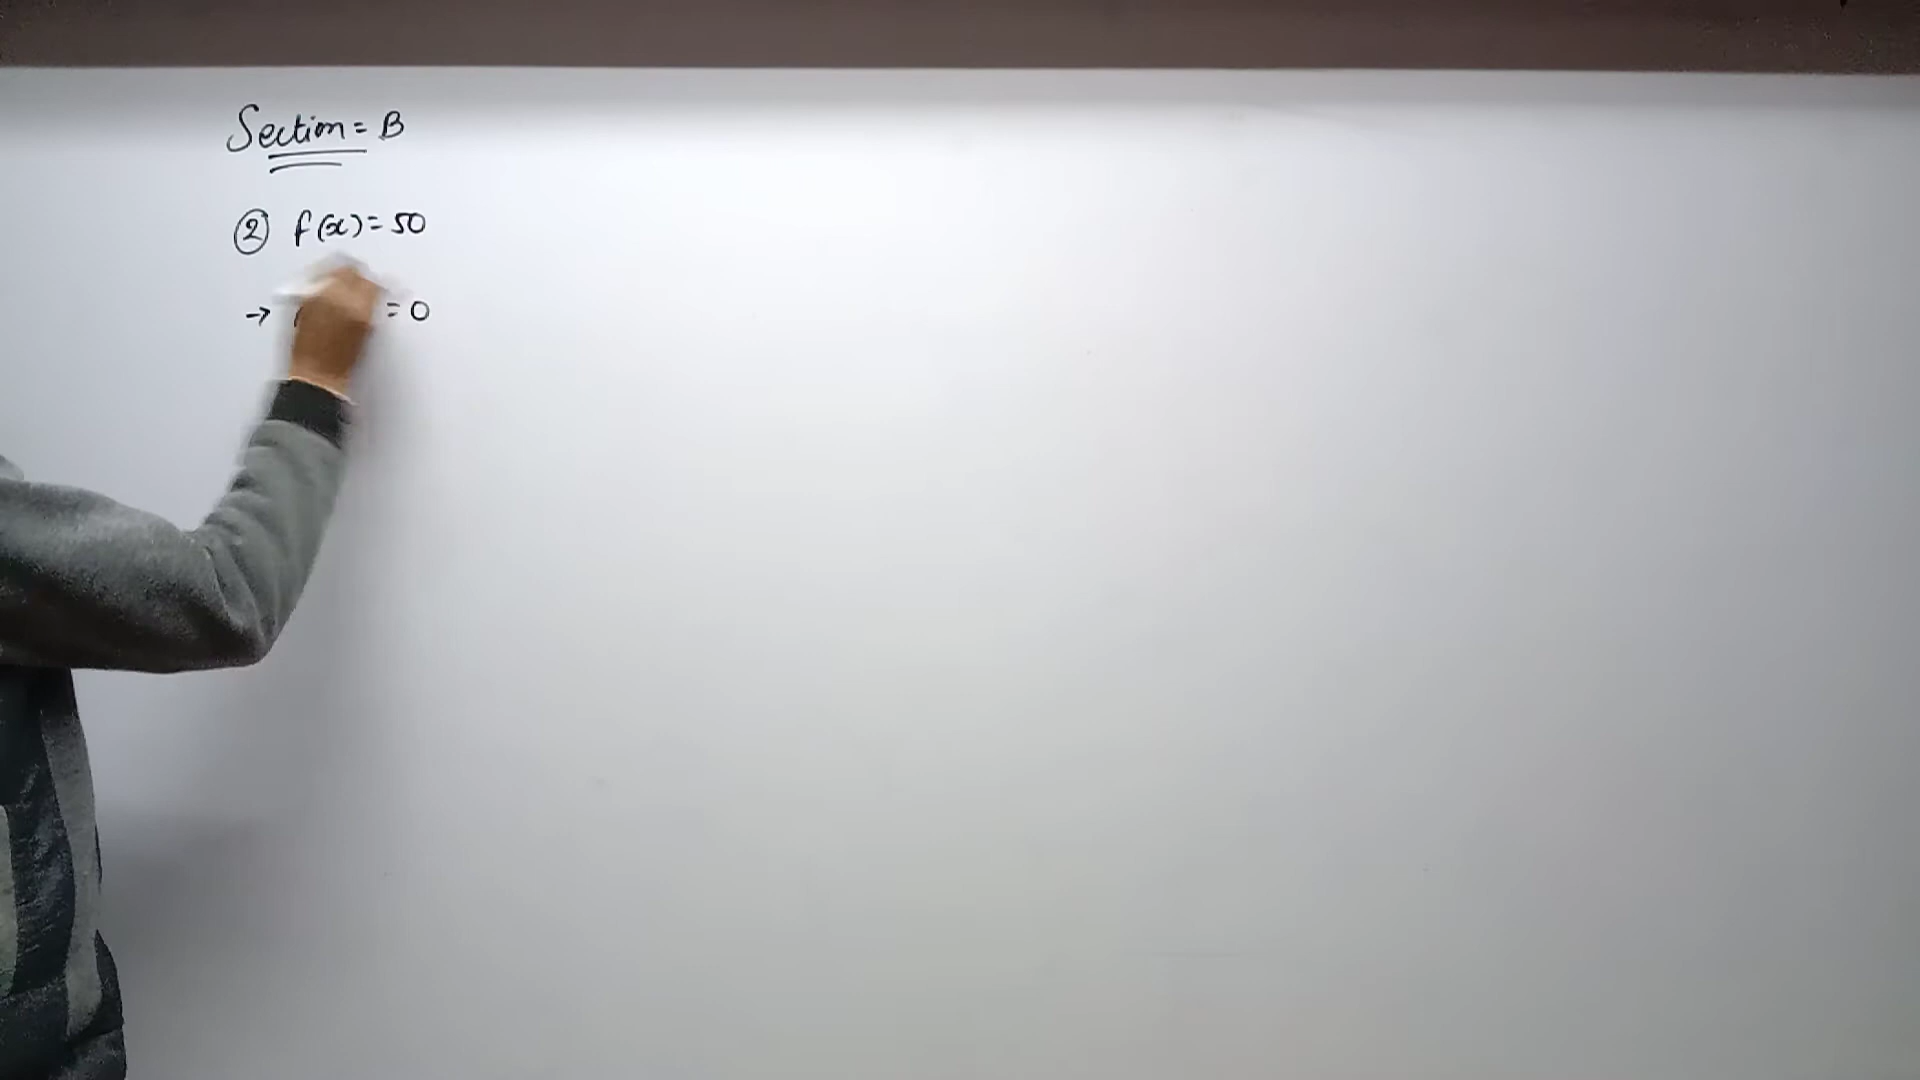 Section = B
② f(x) = 50
→ = 0